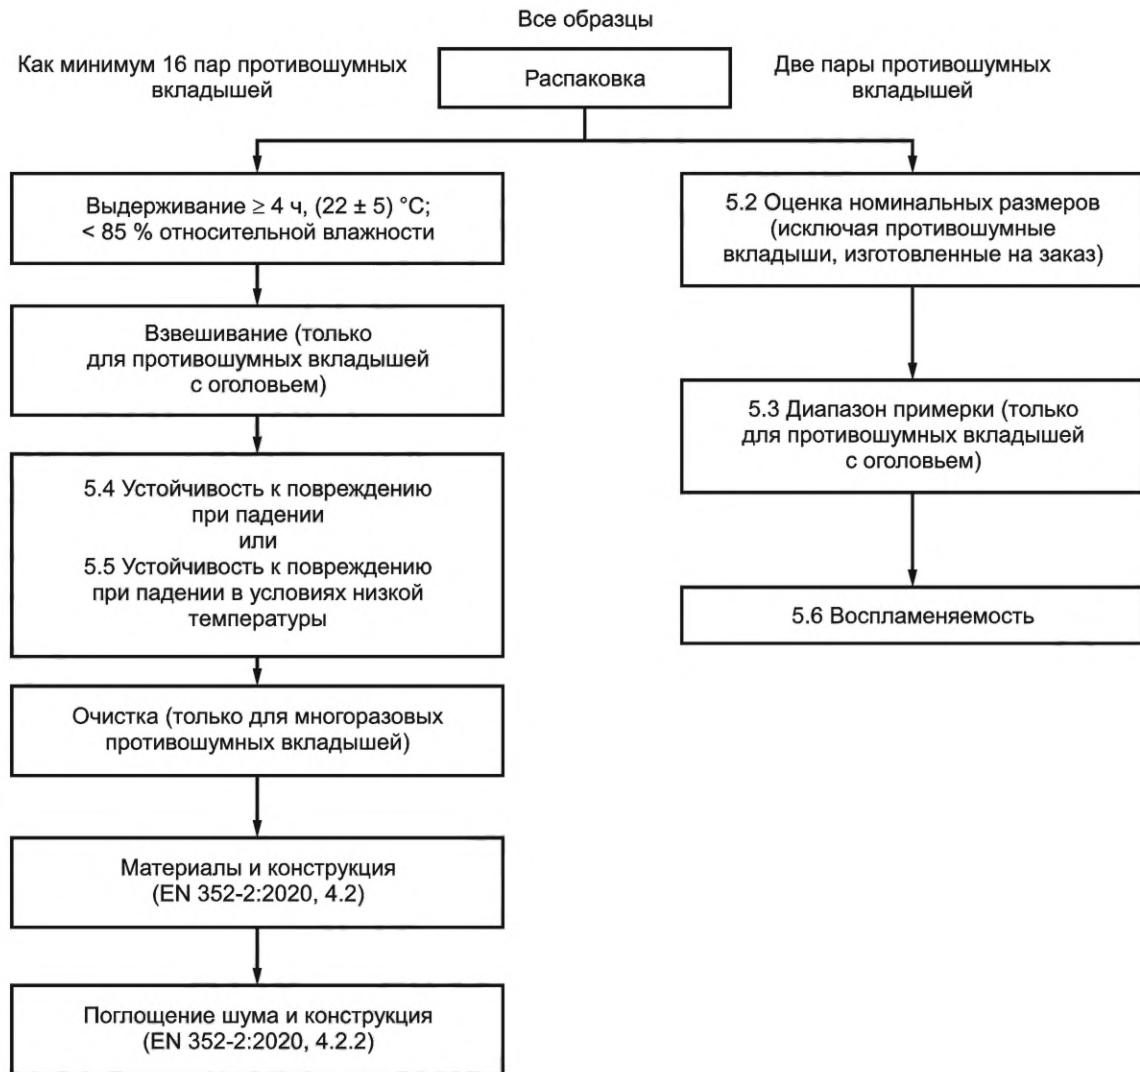 Все образцы
Как минимум 16 пар противошумных
вкладышей
Распаковка
Две пары противошумных
вкладышей
Выдерживание ≥ 4 ч, (22 ± 5) °C;
< 85 % относительной влажности
Взвешивание (только
для противошумных вкладышей
с оголовьем)
5.4 Устойчивость к повреждению
при падении
или
5.5 Устойчивость к повреждению
при падении в условиях низкой
температуры
Очистка (только для многоразовых
противошумных вкладышей)
Материалы и конструкция
(EN 352-2:2020, 4.2)
Поглощение шума и конструкция
(EN 352-2:2020, 4.2.2)
5.2 Оценка номинальных размеров
(исключая противошумные
вкладыши, изготовленные на заказ)
5.3 Диапазон примерки (только
для противошумных вкладышей
с оголовьем)
5.6 Воспламеняемость